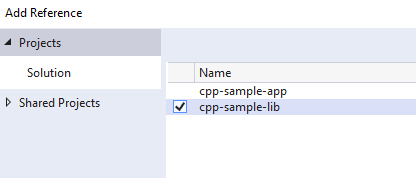 Add Reference
Projects
Solution
Shared Projects
Name
cpp-sample-app
cpp-sample-lib